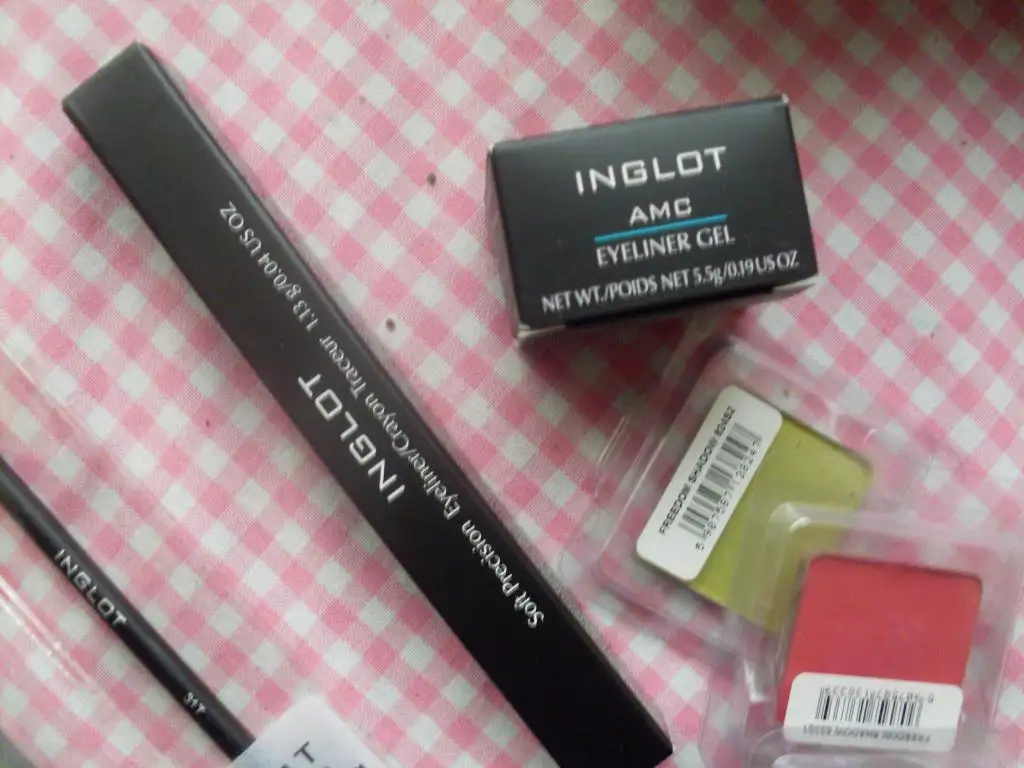 INGLOT
AMC
EYELINER GEL
NET WT./POIDS NET 5.5g/0.19 US OZ
Soft Precision Eyeliner/Crayon Traceur 1.13 g/0.04 US OZ
INGLOT
INGLOT
31T
FREEDOM SHADOW
FREEDOM SHADOW